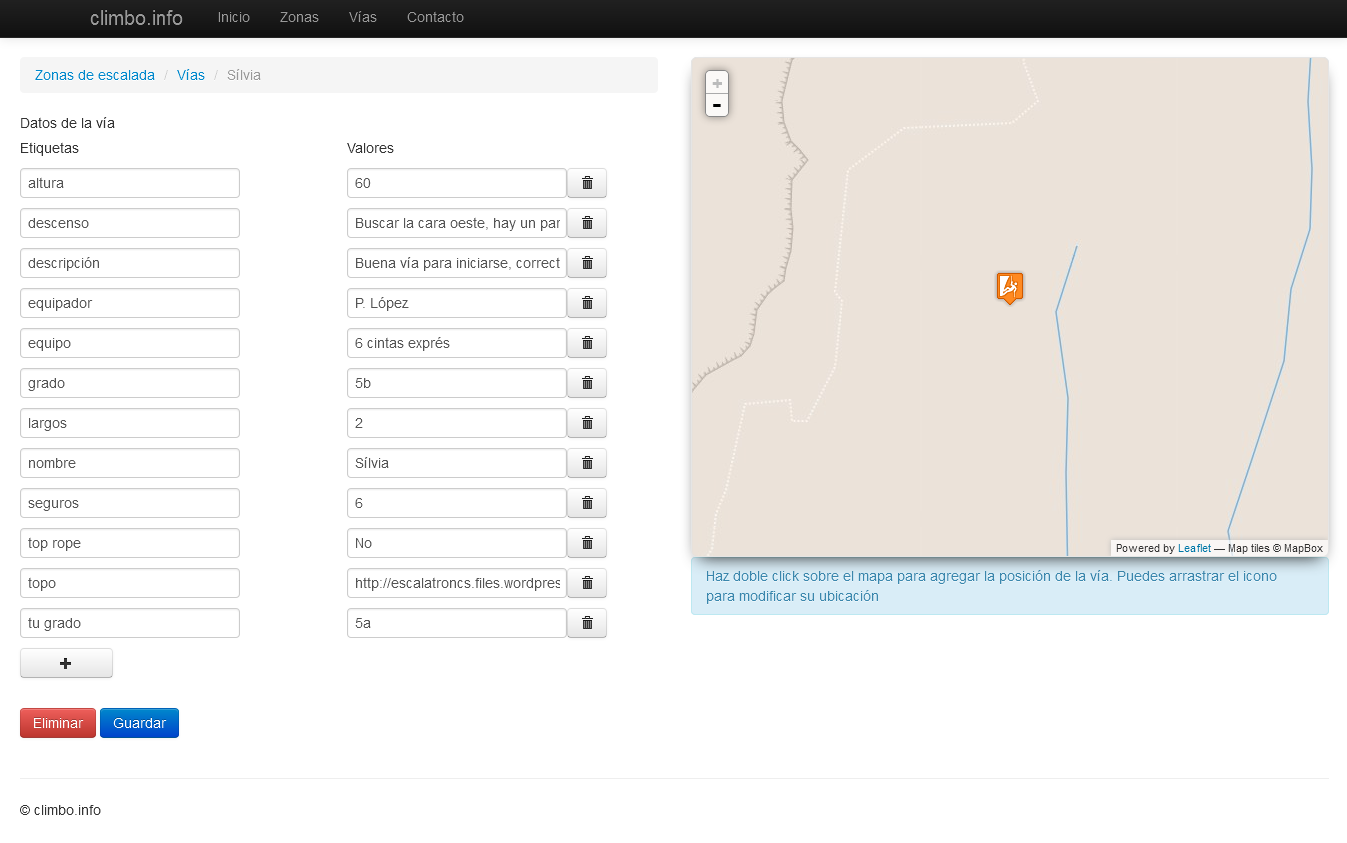 climbo.info Inicio Zonas Vías Contacto
Zonas de escalada / Vías / Sílvia
Datos de la vía
Etiquetas Valores
altura 60
descenso Buscar la cara oeste, hay un par
descripción Buena vía para iniciarse, correct
equipador P. López
equipo 6 cintas exprés
grado 5b
largos 2
nombre Sílvia
seguros 6
top rope No
topo http://escalatroncs.files.wordpres
tu grado 5a
+
Eliminar Guardar
+
-
Powered by Leaflet — Map tiles © MapBox
Haz doble click sobre el mapa para agregar la posición de la vía. Puedes arrastrar el icono
para modificar su ubicación
© climbo.info